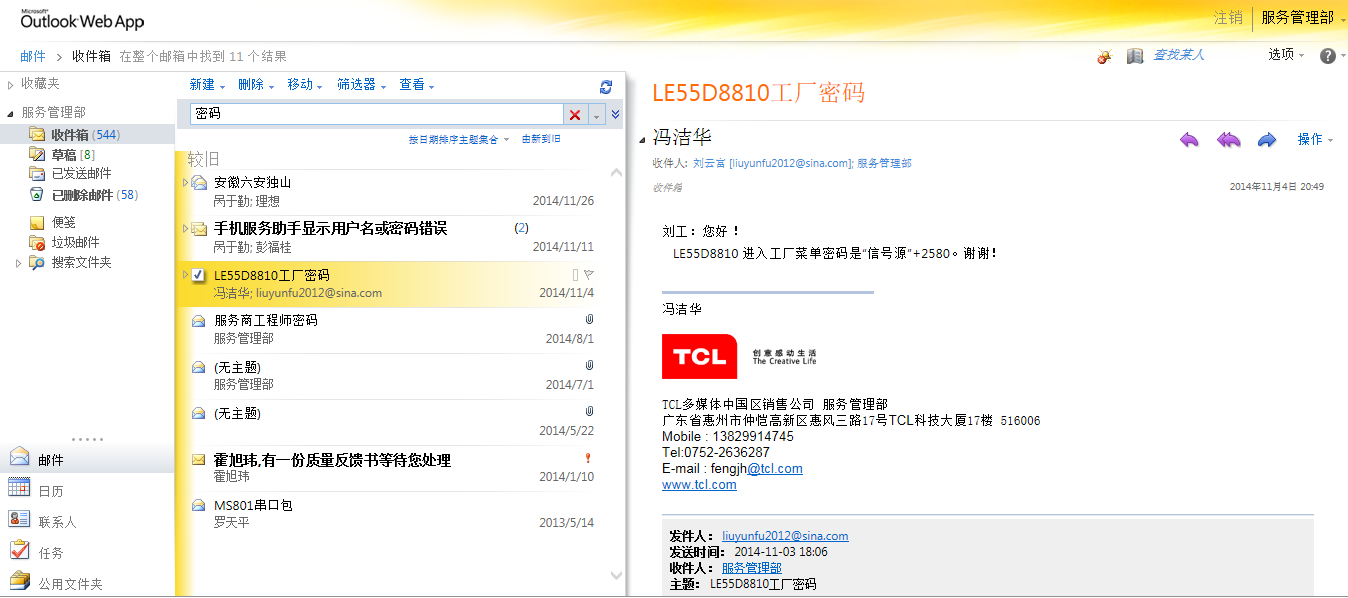 Microsoft®
Outlook Web App
注销 服务管理部
邮件 > 收件箱 在整个邮箱中找到 11 个结果
查找某人 选项
收藏夹
服务管理部
收件箱 (544)
草稿 [8]
已发送邮件
已删除邮件 (58)
便笺
垃圾邮件
搜索文件夹
邮件
日历
联系人
任务
公用文件夹
新建 删除 移动 筛选器 查看
密码
按日期排序主题集合 由新到旧
较旧
安徽六安独山
呙于勤; 理想 2014/11/26
手机服务助手显示用户名或密码错误 (2)
呙于勤; 彭福桂 2014/11/11
LE55D8810工厂密码
冯洁华; liuyunfu2012@sina.com 2014/11/4
服务商工程师密码
服务管理部 2014/8/1
(无主题)
服务管理部 2014/7/1
(无主题)
2014/5/22
霍旭玮,有一份质量反馈书等待您处理
霍旭玮 2014/1/10
MS801串口包
罗天平 2013/5/14
LE55D8810工厂密码
冯洁华
操作
收件人: 刘云富 [liuyunfu2012@sina.com]; 服务管理部
收件箱 2014年11月4日 20:49
刘工：您好！
LE55D8810 进入工厂菜单密码是“信号源”+2580。谢谢!
冯洁华
TCL 创意感动生活
The Creative Life
TCL多媒体中国区销售公司 服务管理部
广东省惠州市仲恺高新区惠风三路17号TCL科技大厦17楼 516006
Mobile : 13829914745
Tel:0752-2636287
E-mail : fengjh@tcl.com
www.tcl.com
发件人： liuyunfu2012@sina.com
发送时间： 2014-11-03 18:06
收件人： 服务管理部
主题： LE55D8810工厂密码